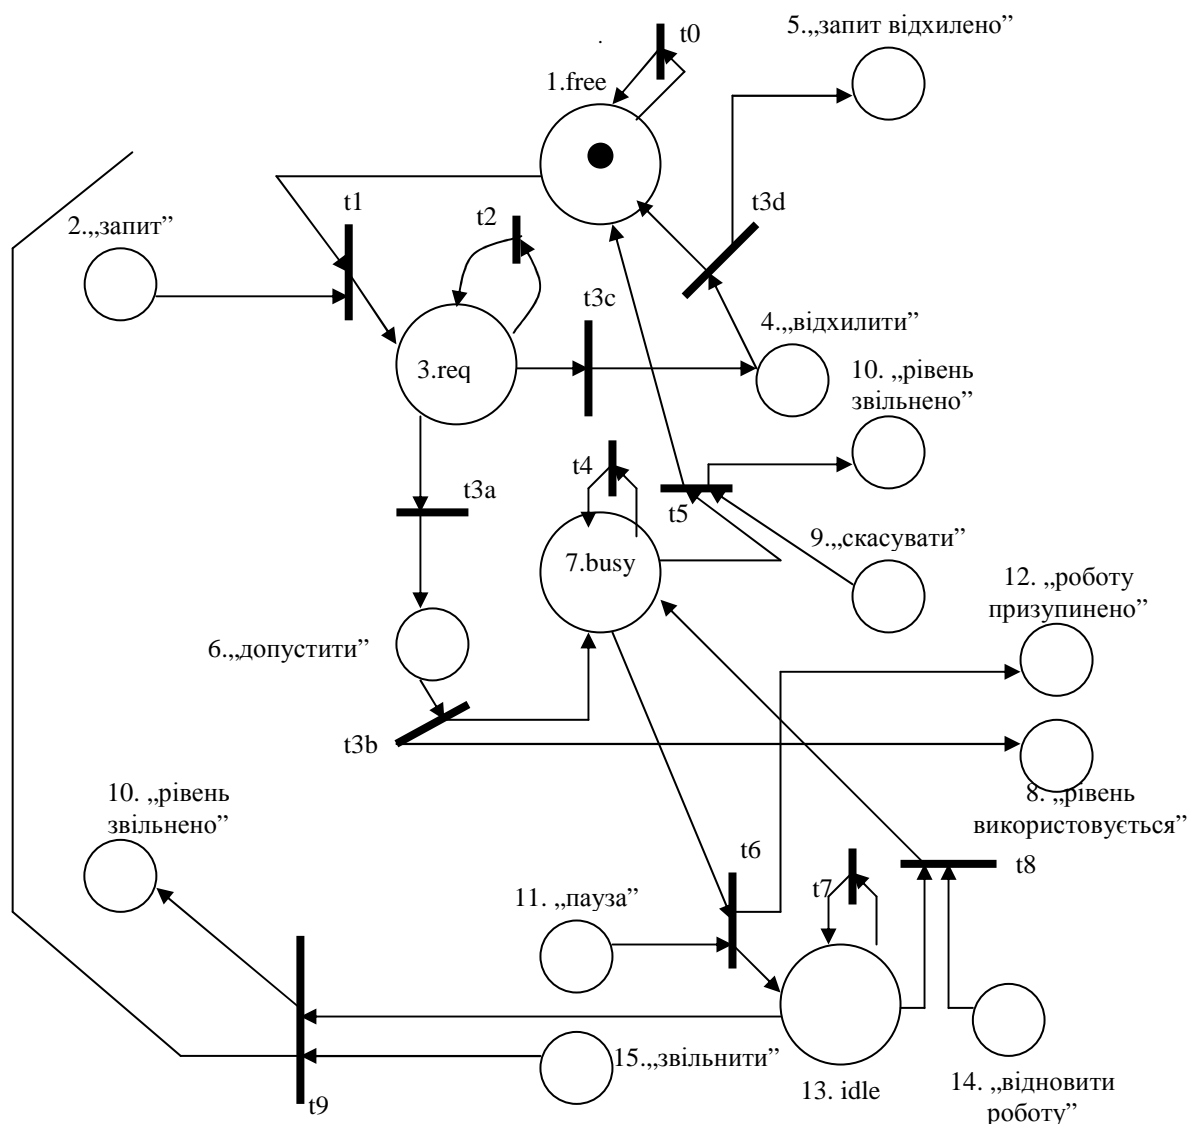 5.„запит відхилено”
t0
1.free
t3d
t1
t2
2.„запит”
t3c
4.„відхилити”
3.req
10. „рівень
звільнено”
t4
t3a
t5
9.„скасувати”
7.busy
12. „роботу
призупинено”
6.„допустити”
t3b
10. „рівень
звільнено”
8. „рівень
використовується”
t6
t8
t7
11. „пауза”
15.„звільнити”
13. idle
14. „відновити
роботу”
t9